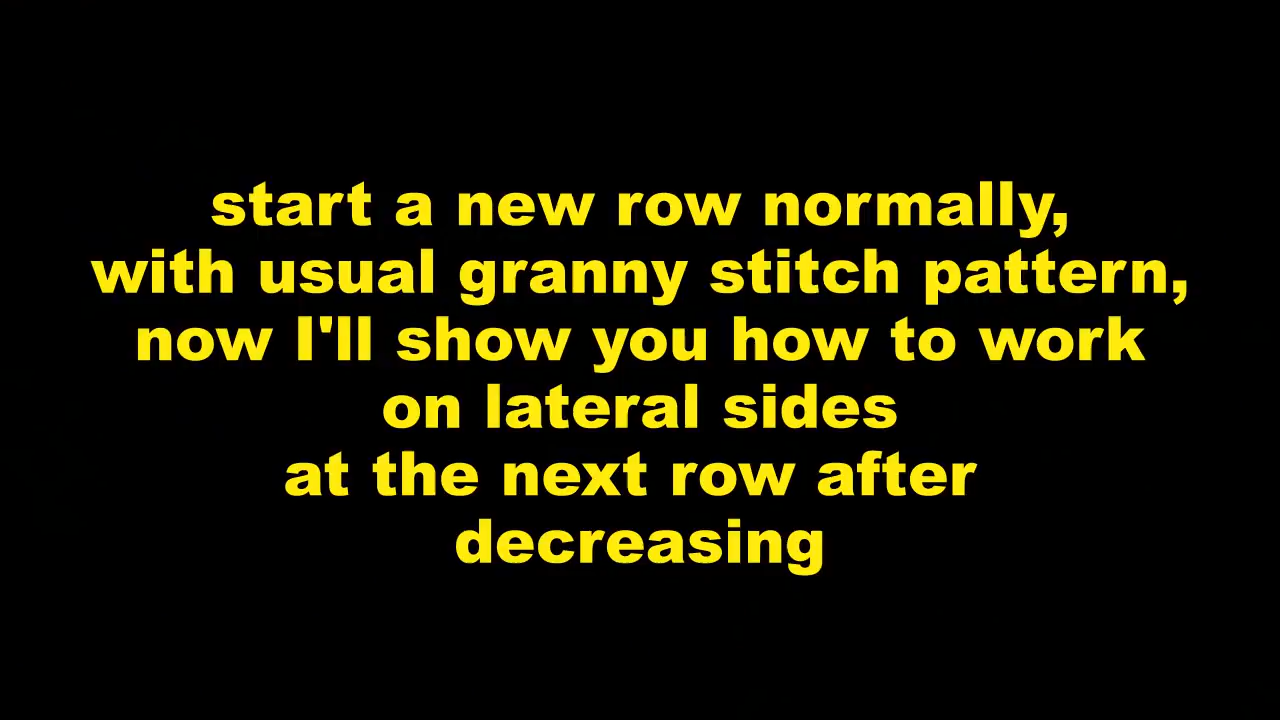 start a new row normally,
with usual granny stitch pattern,
now I'll show you how to work
on lateral sides
at the next row after
decreasing